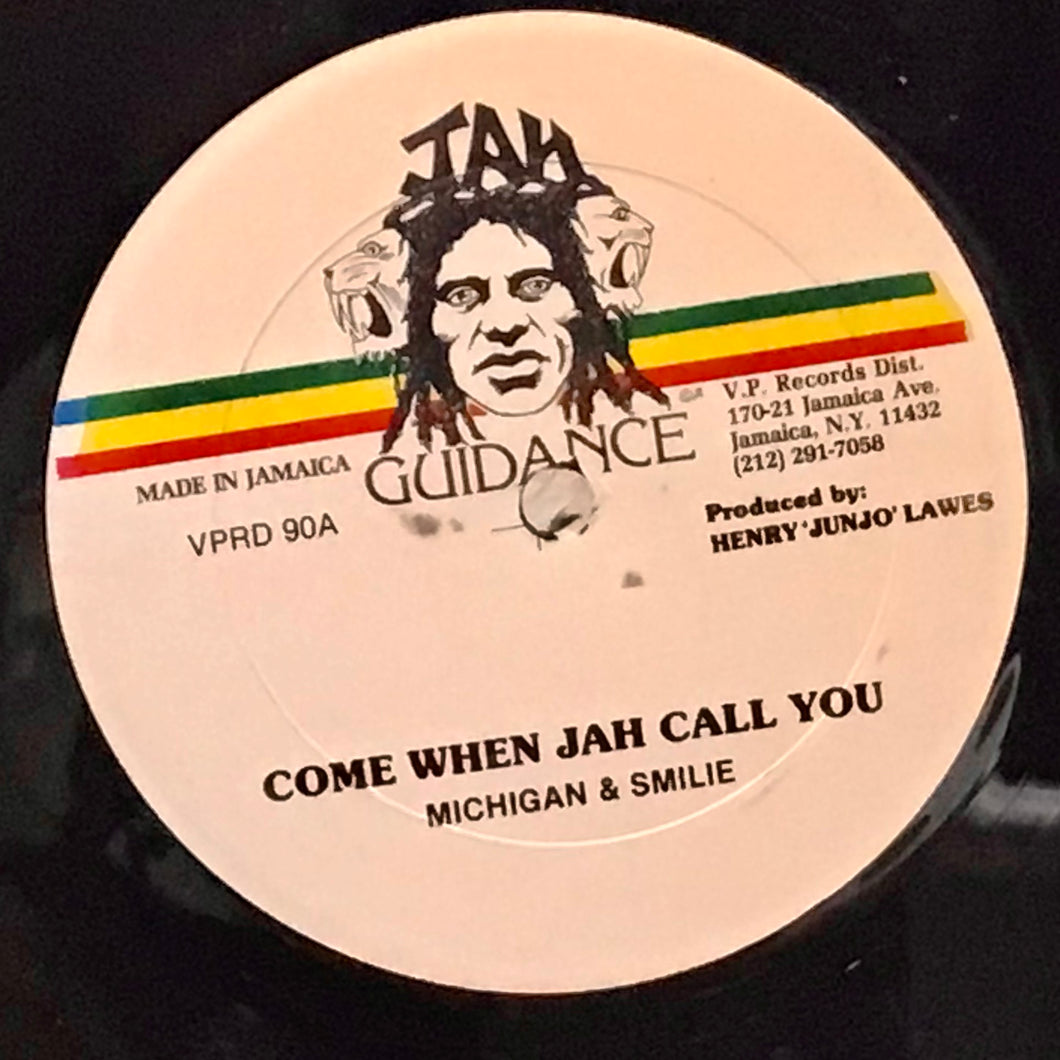 JAH
GUIDANCE
MADE IN JAMAICA
VPRD 90A
V.P. Records Dist.
170-21 Jamaica Ave.
Jamaica, N.Y. 11432
(212) 291-7058
Produced by:
HENRY 'JUNJO' LAWES
COME WHEN JAH CALL YOU
MICHIGAN & SMILIE